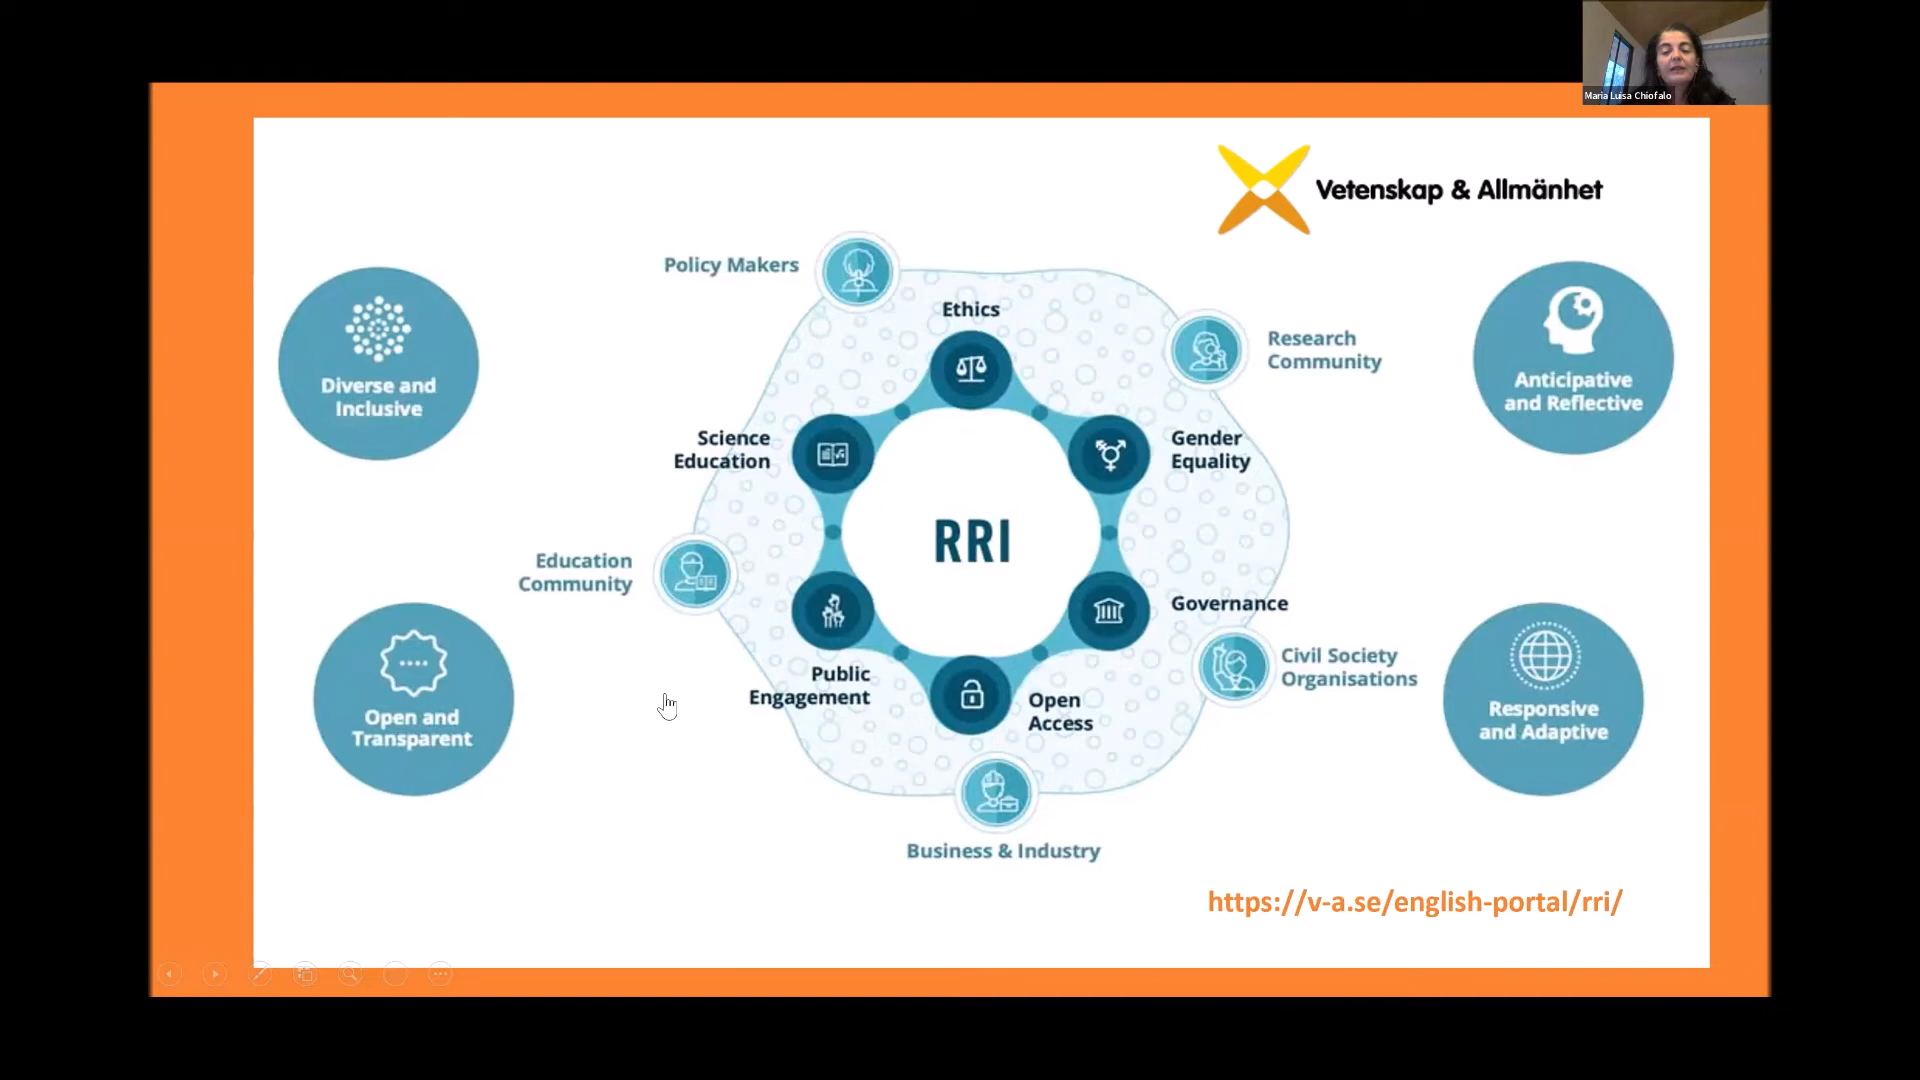 Maria Luisa Chiofalo
Vetenskap & Allmänhet
Policy Makers
Ethics
Research
Community
Diverse and
Inclusive
Anticipative
and Reflective
Science
Education
Gender
Equality
RRI
Education
Community
Governance
Civil Society
Organisations
Public
Engagement
Open
Access
Open and
Transparent
Responsive
and Adaptive
Business & Industry
https://v-a.se/english-portal/rri/